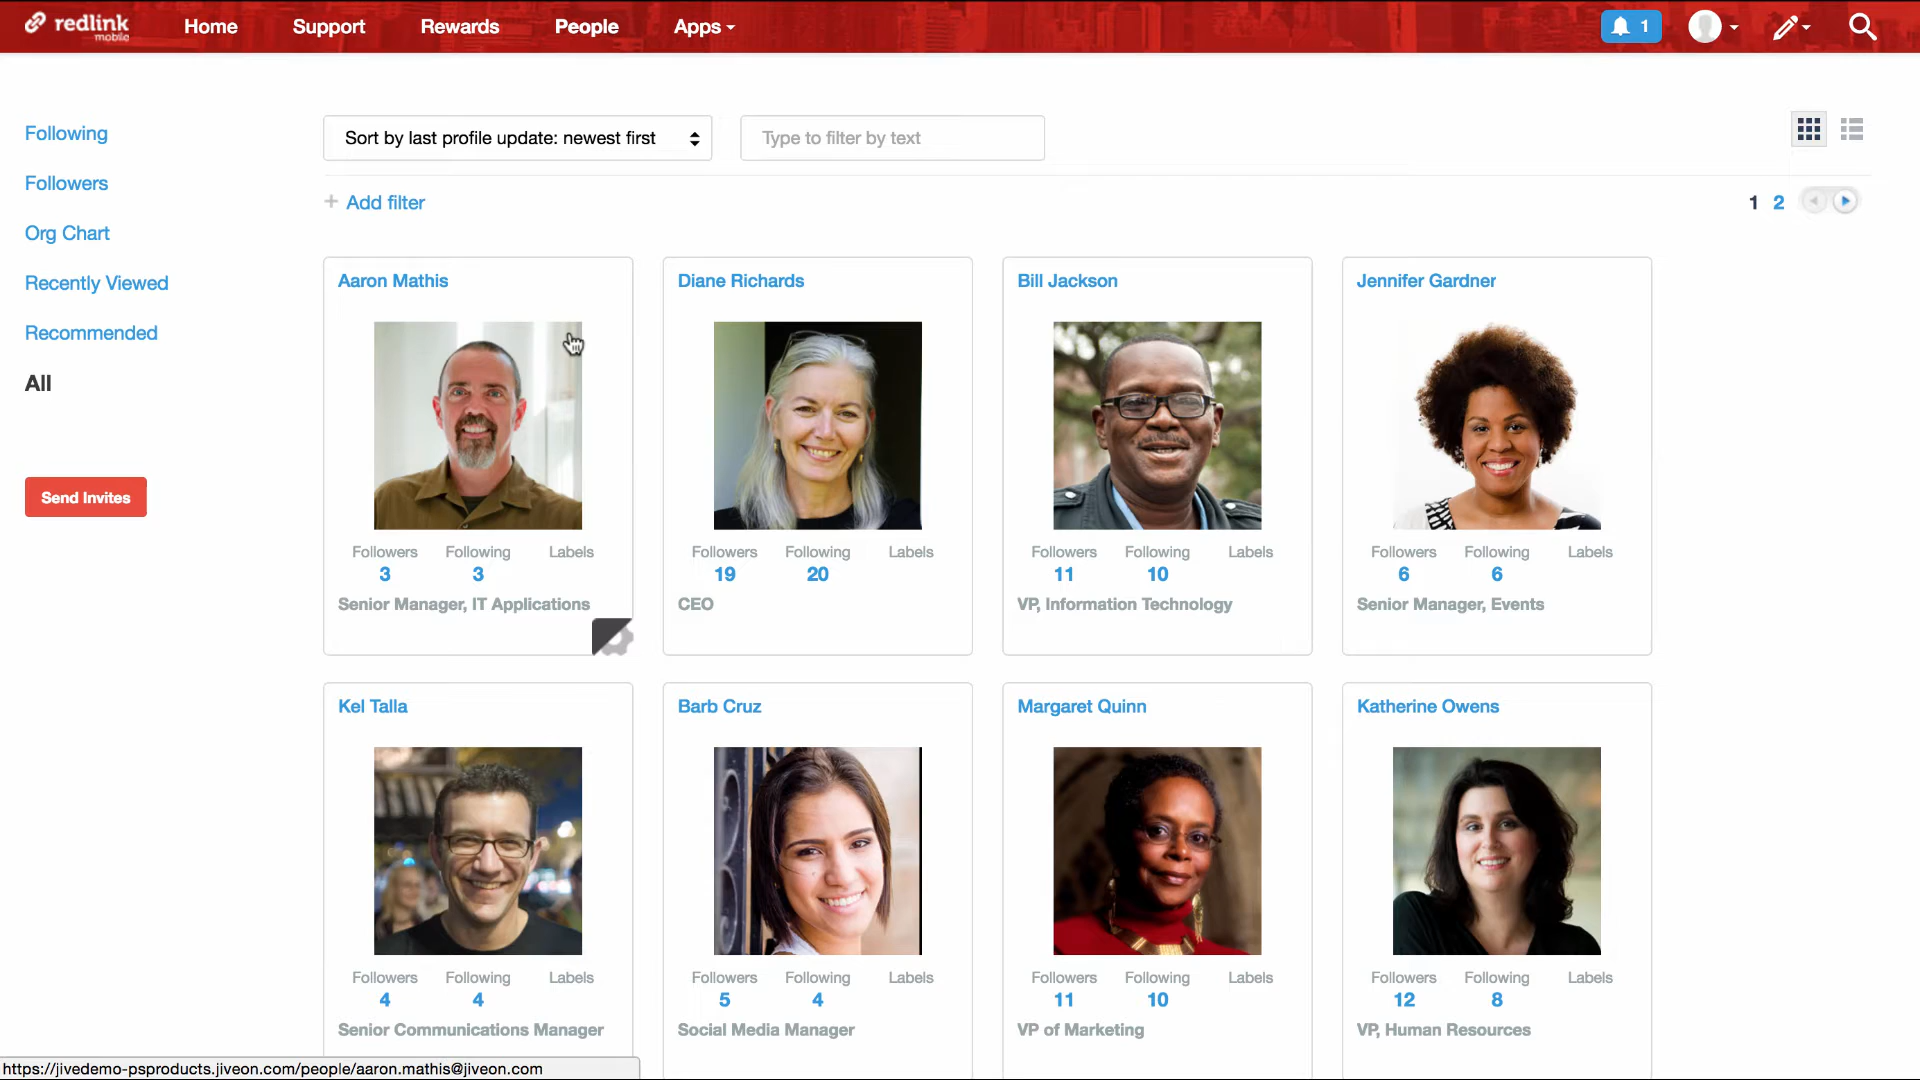 redlink
mobile
Home
Support
Rewards
People
Apps
1
Following
Followers
Org Chart
Recently Viewed
Recommended
All
Send Invites
Sort by last profile update: newest first
Type to filter by text
+ Add filter
1 2
Aaron Mathis
Followers Following Labels
3 3
Senior Manager, IT Applications
Diane Richards
Followers Following Labels
19 20
CEO
Bill Jackson
Followers Following Labels
11 10
VP, Information Technology
Jennifer Gardner
Followers Following Labels
6 6
Senior Manager, Events
Kel Talla
Followers Following Labels
4 4
Senior Communications Manager
Barb Cruz
Followers Following Labels
5 4
Social Media Manager
Margaret Quinn
Followers Following Labels
11 10
VP of Marketing
Katherine Owens
Followers Following Labels
12 8
VP, Human Resources
https://jivedemo-psproducts.jiveon.com/people/aaron.mathis@jiveon.com